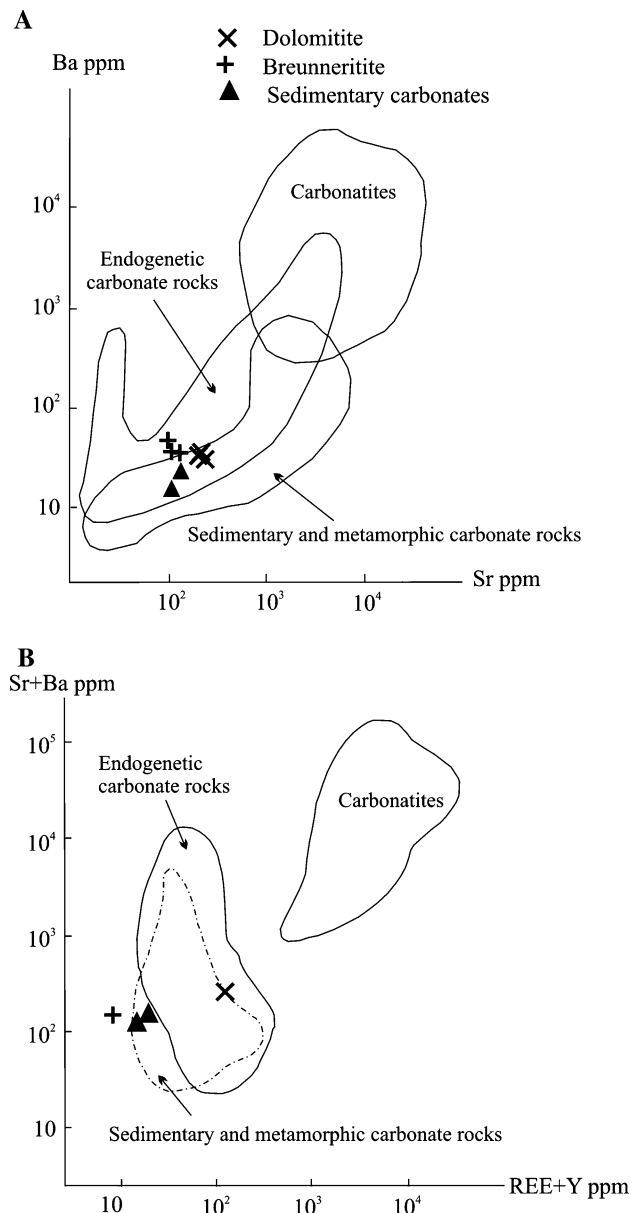 A
Dolomitite
Ba ppm
Breunneritite
Sedimentary carbonates
10⁴
Carbonatites
Endogenetic
carbonate rocks
10³
10²
10
Sedimentary and metamorphic carbonate rocks
Sr ppm
10² 10³ 10⁴
B
Sr+Ba ppm
10⁵
Endogenetic
carbonate rocks
Carbonatites
10⁴
10³
10²
10
Sedimentary and metamorphic carbonate rocks
REE+Y ppm
10 10² 10³ 10⁴